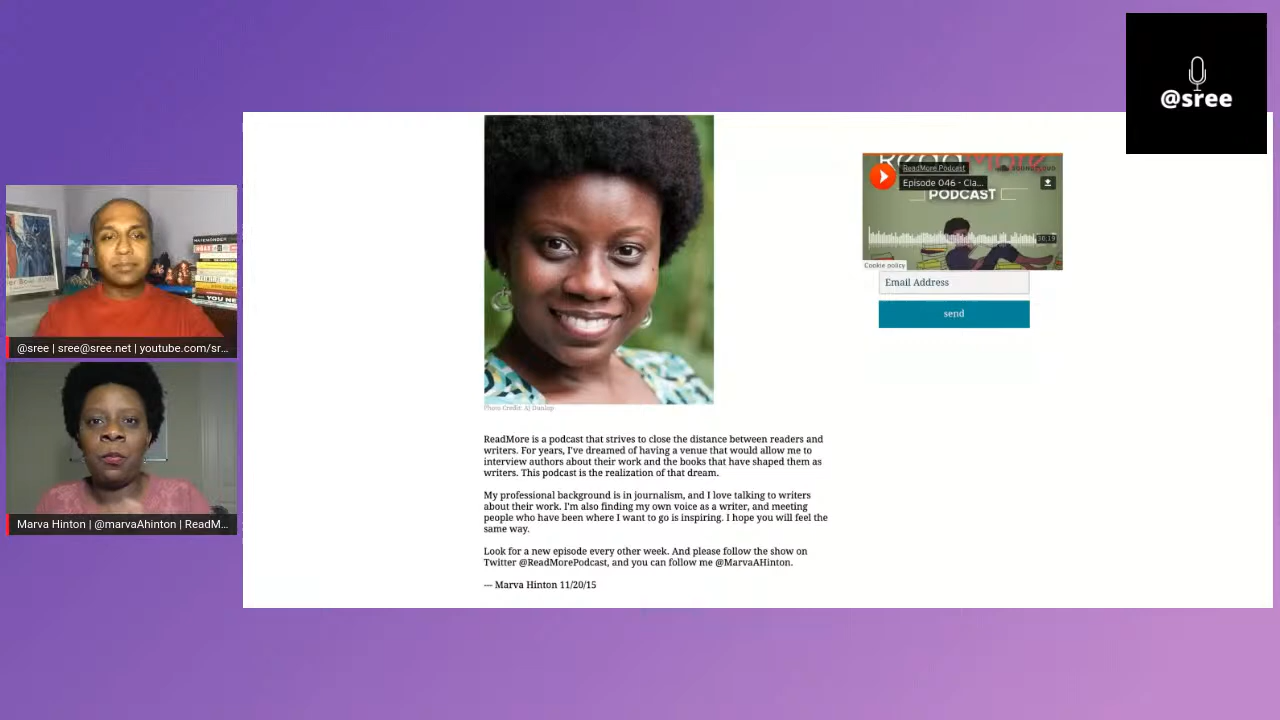 @sree
ReadMore
ReadMore Podcast
SOUNDCLOUD
Episode 046 - Cla...
PODCAST
30:19
Cookie policy
Email Address
send
@sree | sree@sree.net | youtube.com/sr...
Marva Hinton | @marvaAhinton | ReadM...
Photo Credit: AJ Dunlap
ReadMore is a podcast that strives to close the distance between readers and
writers. For years, I've dreamed of having a venue that would allow me to
interview authors about their work and the books that have shaped them as
writers. This podcast is the realization of that dream.
My professional background is in journalism, and I love talking to writers
about their work. I'm also finding my own voice as a writer, and meeting
people who have been where I want to go is inspiring. I hope you will feel the
same way.
Look for a new episode every other week. And please follow the show on
Twitter @ReadMorePodcast, and you can follow me @MarvaAHinton.
— Marva Hinton 11/20/15